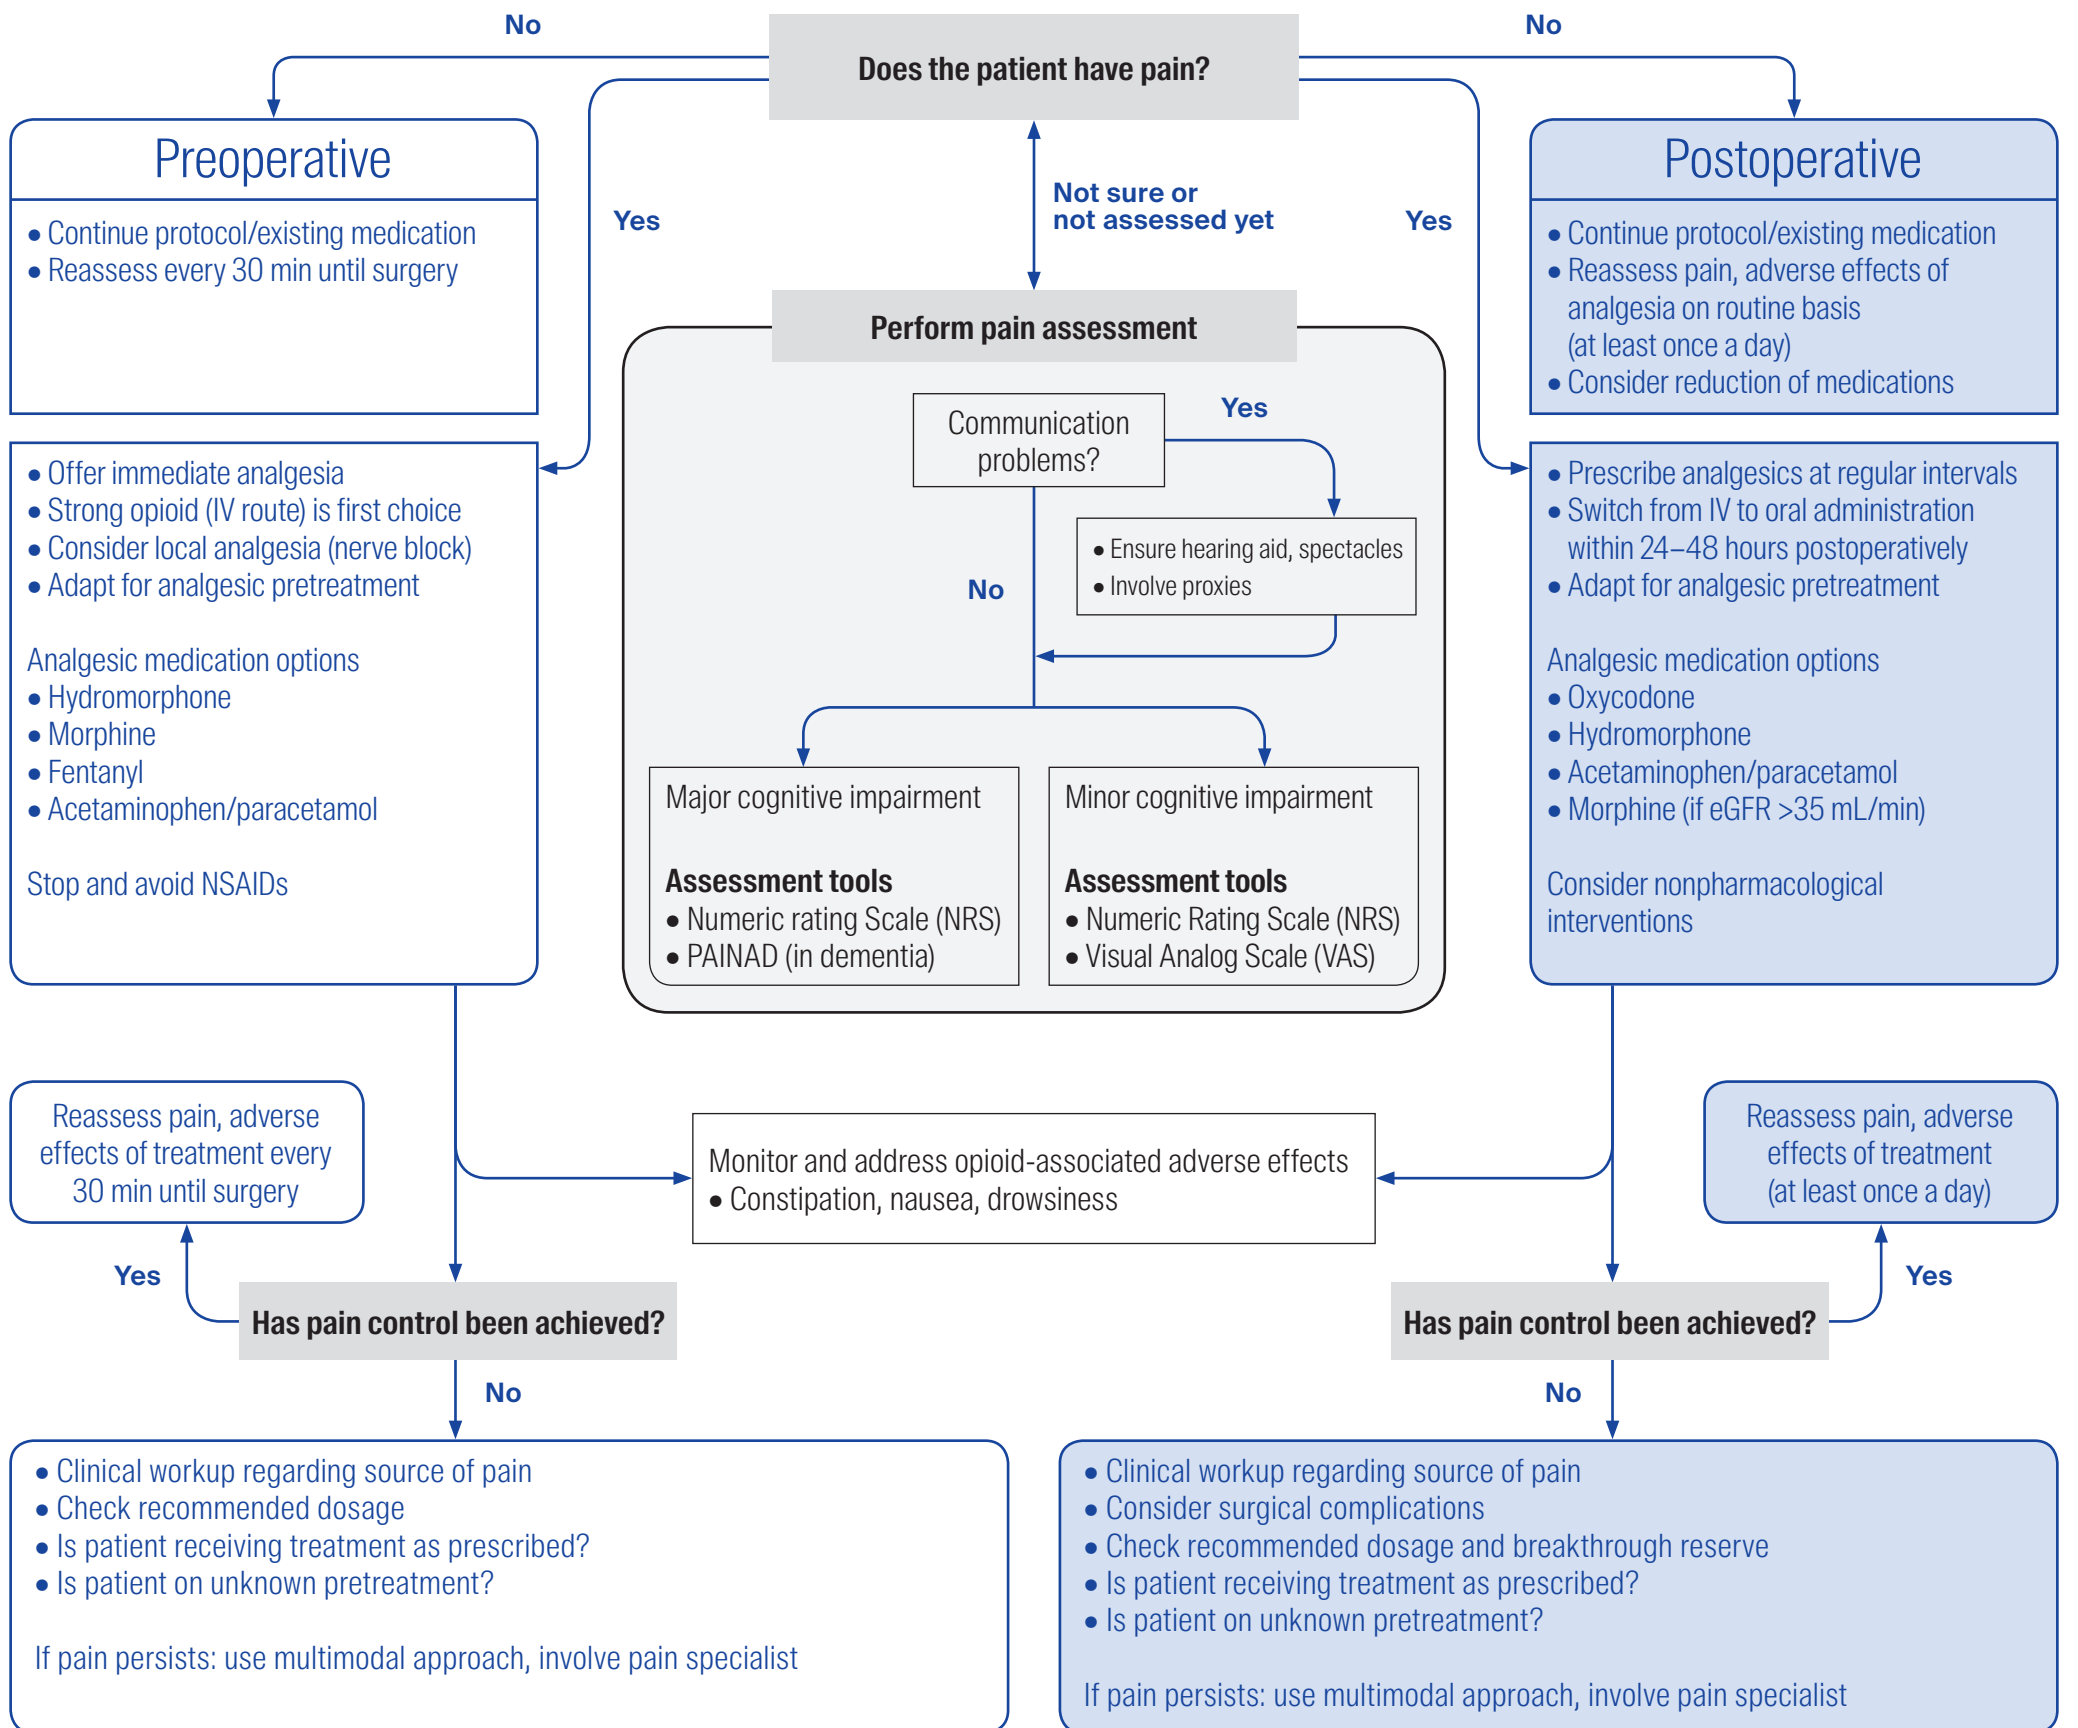 No
Does the patient have pain?
No
Preoperative
• Continue protocol/existing medication
• Reassess every 30 min until surgery
Yes
Not sure or
not assessed yet
Yes
Postoperative
• Continue protocol/existing medication
• Reassess pain, adverse effects of
analgesia on routine basis
(at least once a day)
• Consider reduction of medications
Perform pain assessment
Communication
problems?
Yes
• Ensure hearing aid, spectacles
• Involve proxies
No
Major cognitive impairment
Assessment tools
• Numeric rating Scale (NRS)
• PAINAD (in dementia)
Minor cognitive impairment
Assessment tools
• Numeric Rating Scale (NRS)
• Visual Analog Scale (VAS)
• Offer immediate analgesia
• Strong opioid (IV route) is first choice
• Consider local analgesia (nerve block)
• Adapt for analgesic pretreatment
Analgesic medication options
• Hydromorphone
• Morphine
• Fentanyl
• Acetaminophen/paracetamol
Stop and avoid NSAIDs
• Prescribe analgesics at regular intervals
• Switch from IV to oral administration
within 24–48 hours postoperatively
• Adapt for analgesic pretreatment
Analgesic medication options
• Oxycodone
• Hydromorphone
• Acetaminophen/paracetamol
• Morphine (if eGFR >35 mL/min)
Consider nonpharmacological
interventions
Reassess pain, adverse
effects of treatment every
30 min until surgery
Monitor and address opioid-associated adverse effects
• Constipation, nausea, drowsiness
Reassess pain, adverse
effects of treatment
(at least once a day)
Yes
Has pain control been achieved?
Has pain control been achieved?
Yes
No
No
• Clinical workup regarding source of pain
• Check recommended dosage
• Is patient receiving treatment as prescribed?
• Is patient on unknown pretreatment?
If pain persists: use multimodal approach, involve pain specialist
• Clinical workup regarding source of pain
• Consider surgical complications
• Check recommended dosage and breakthrough reserve
• Is patient receiving treatment as prescribed?
• Is patient on unknown pretreatment?
If pain persists: use multimodal approach, involve pain specialist